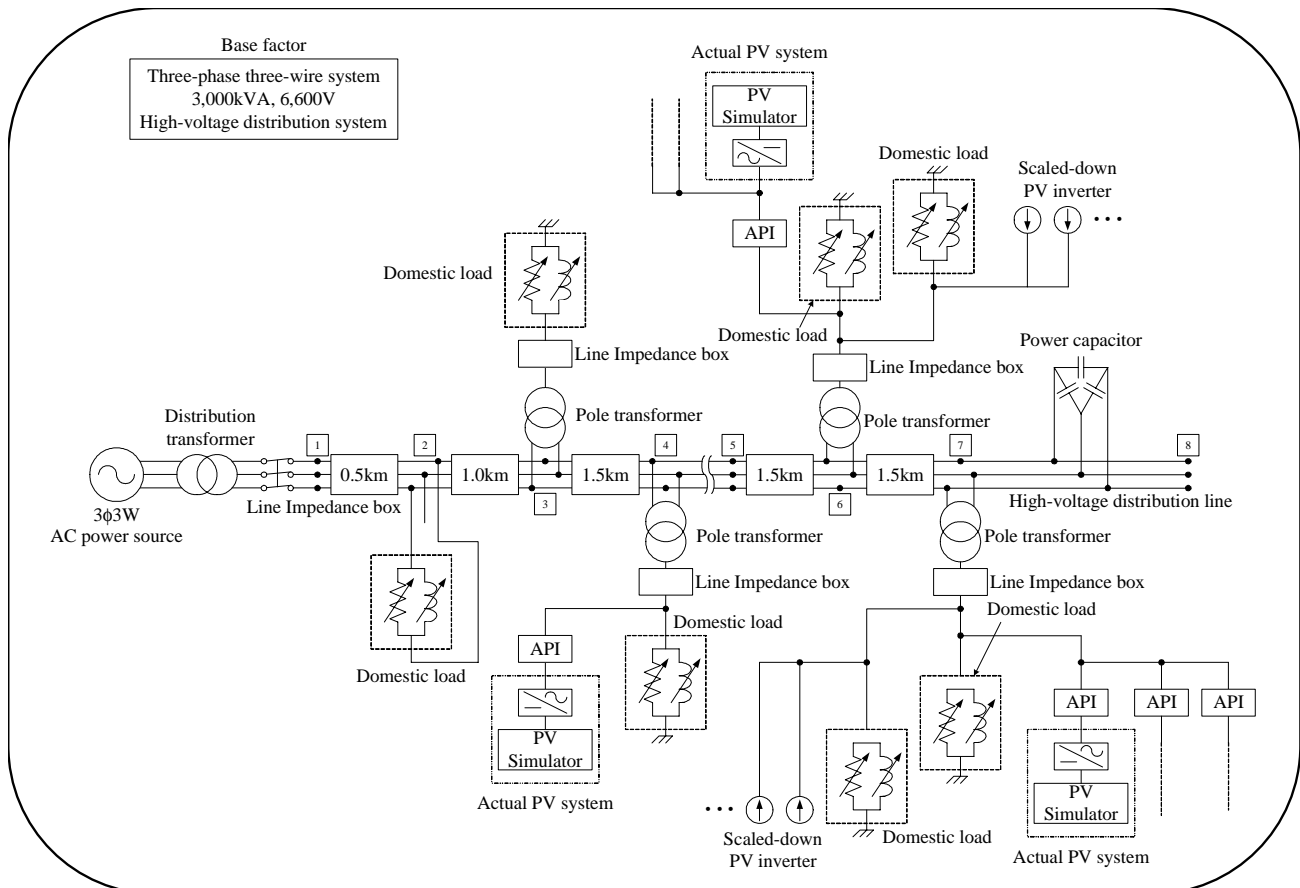 Base factor
Three-phase three-wire system
3,000kVA, 6,600V
High-voltage distribution system
Actual PV system
PV
Simulator
API
Domestic load
Scaled-down
PV inverter
Domestic load
Domestic load
Line Impedance box
Line Impedance box
Power capacitor
Distribution
transformer
Pole transformer
Pole transformer
1
2
3
4
5
6
7
8
0.5km
1.0km
1.5km
1.5km
1.5km
3ϕ3W
AC power source
Line Impedance box
High-voltage distribution line
Domestic load
Pole transformer
Line Impedance box
Domestic load
API
PV
Simulator
Actual PV system
Pole transformer
Line Impedance box
Domestic load
API
API
API
PV
Simulator
Actual PV system
Scaled-down
PV inverter
Domestic load